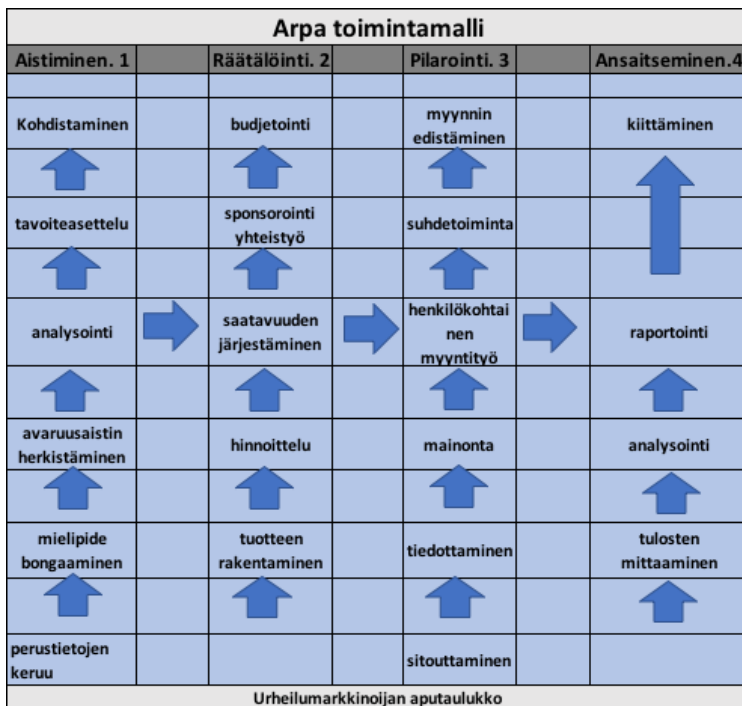 Arpa toimintamalli
Aistiminen. 1 Räätälöinti. 2 Pilarointi. 3 Ansaitseminen.4
Kohdistaminen budjetointi myynnin
edistäminen kiittäminen
tavoiteasettelu sponsorointi
yhteistyö suhdetoiminta
analysointi saatavuuden
järjestäminen henkilökohtai
nen
myyntityö raportointi
avaruusaistin
herkistäminen hinnoittelu mainonta analysointi
mielipide
bongaaminen tuotteen
rakentaminen tiedottaminen tulosten
mittaaminen
perustietojen
keruu sitouttaminen
Urheilumarkkinoijan aputaulukko